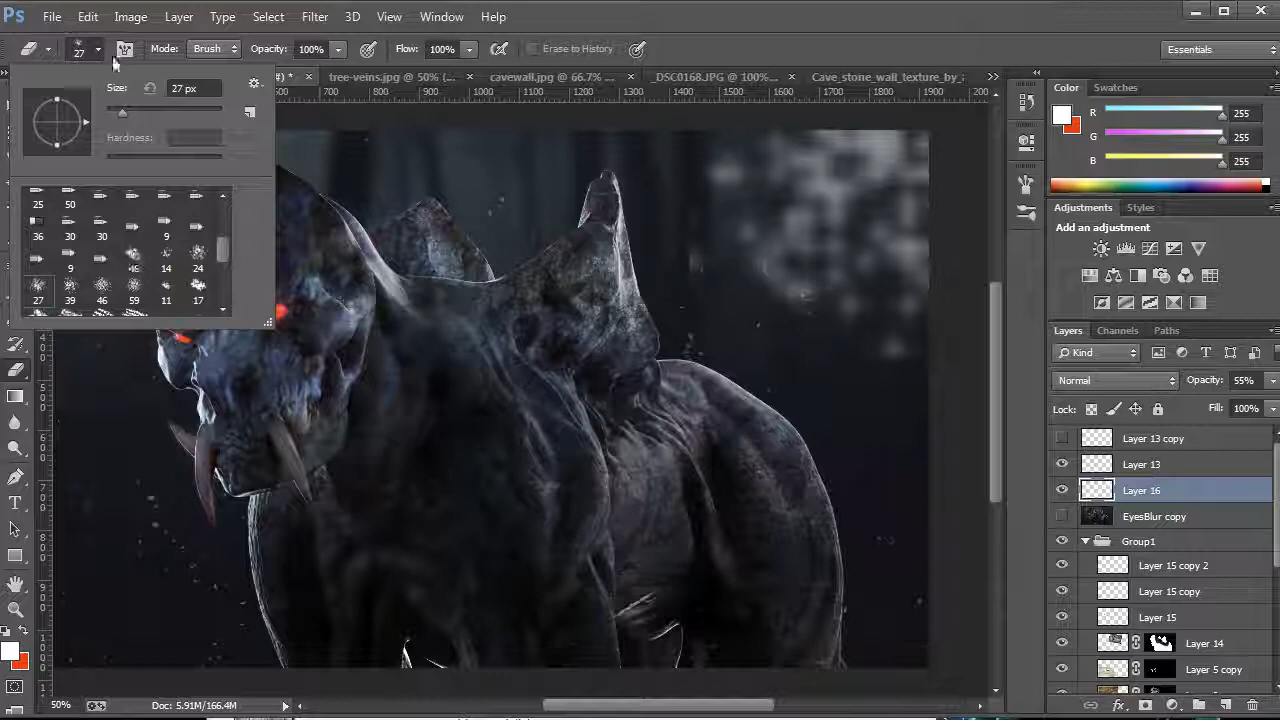 Ps File Edit Image Layer Type Select Filter 3D View Window Help
27 Mode: Brush Opacity: 100% Flow: 100% Erase to History Essentials
#) * × tree-veins.jpg @ 50% (... × cavewall.jpg @ 66.7% ... × _DSC0168.JPG @ 100%... × Cave_stone_wall_texture_by_
Size: 27 px
Hardness:
25 50
36 30 30 9
9 46 14 24
27 39 46 59 11 17
600 700 800 900 1000 1100 1200 1300 1400 1500 1600 1700 1800 1900 200
Color Swatches
R 255
G 255
B 255
Adjustments Styles
Add an adjustment
Layers Channels Paths
Kind
Normal Opacity: 55%
Lock: Fill: 100%
Layer 13 copy
Layer 13
Layer 16
EyesBlur copy
Group1
Layer 15 copy 2
Layer 15 copy
Layer 15
Layer 14
Layer 5 copy
50% Doc: 5.91M/166.4M
fx